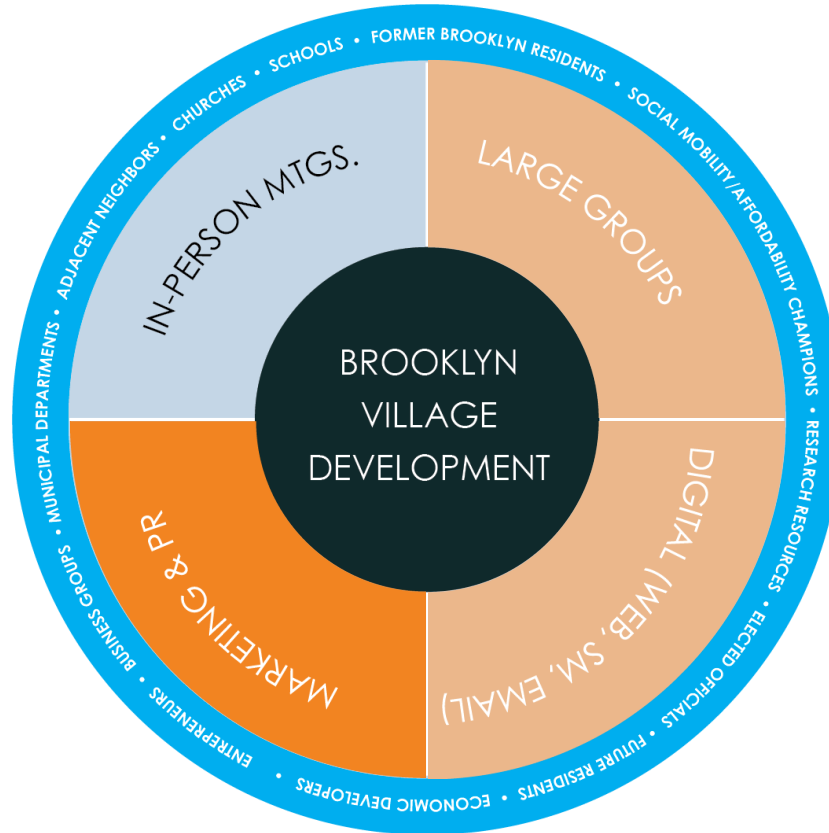 BROOKLYN
VILLAGE
DEVELOPMENT
IN-PERSON MTGS.
LARGE GROUPS
DIGITAL (WEB, SM, EMAIL)
MARKETING & PR
FORMER BROOKLYN RESIDENTS • SOCIAL MOBILITY/AFFORDABILITY CHAMPIONS • RESEARCH RESOURCES • ELECTED OFFICIALS • FUTURE RESIDENTS • ECONOMIC DEVELOPERS • ENTREPRENEURS • BUSINESS GROUPS • MUNICIPAL DEPARTMENTS • ADJACENT NEIGHBORS • CHURCHES • SCHOOLS •